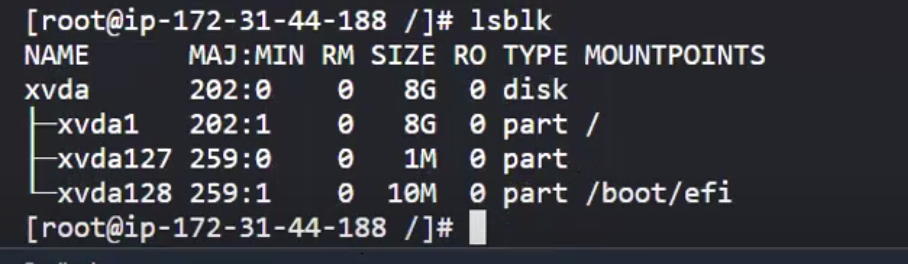 [root@ip-172-31-44-188 /]# lsblk
NAME      MAJ:MIN RM SIZE RO TYPE MOUNTPOINTS
xvda      202:0    0   8G  0 disk
├─xvda1   202:1    0   8G  0 part /
├─xvda127 259:0    0   1M  0 part
└─xvda128 259:1    0  10M  0 part /boot/efi
[root@ip-172-31-44-188 /]#